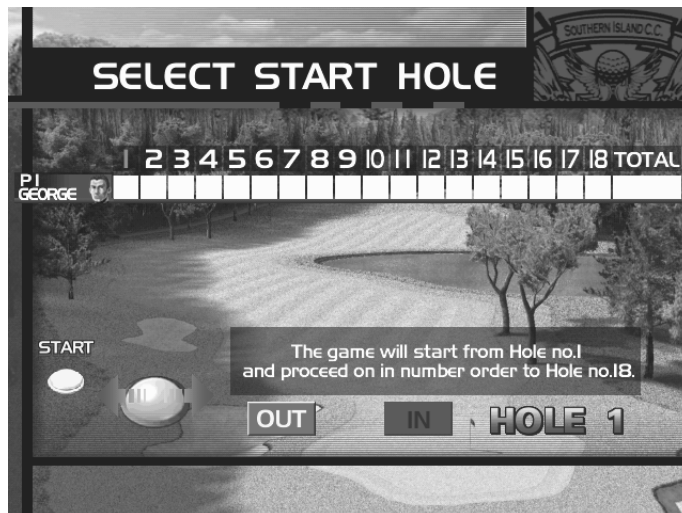 SOUTHERN ISLAND C.C.
SELECT START HOLE
1 2 3 4 5 6 7 8 9 10 11 12 13 14 15 16 17 18 TOTAL
P1
GEORGE
START
The game will start from Hole no.1
and proceed on in number order to Hole no.18.
OUT IN HOLE 1